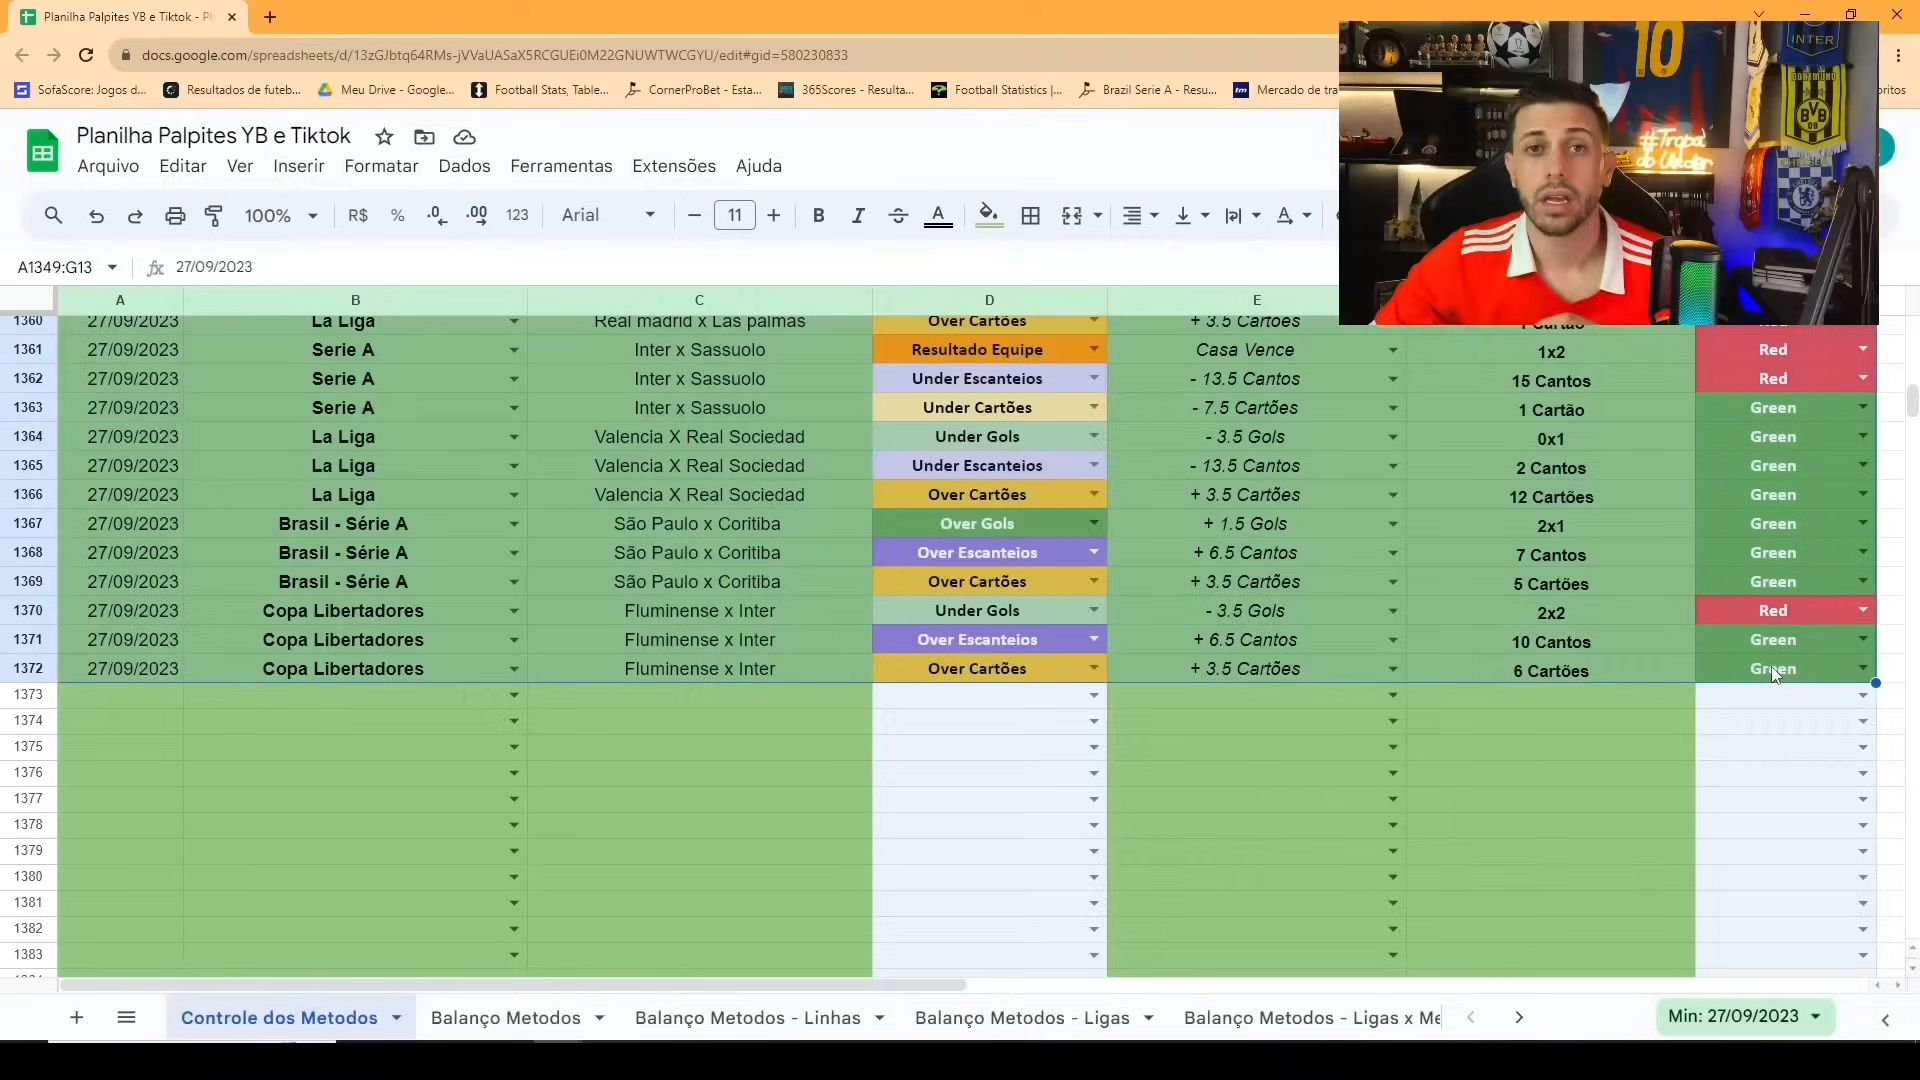 Planilha Palpites YB e Tiktok - Pl
docs.google.com/spreadsheets/d/13zGJbtq64RMs-jVVaUASaX5RCGUEi0M22GNUWTWCGYU/edit#gid=580230833
SofaScore: Jogos d... Resultados de futeb... Meu Drive - Google... Football Stats, Table... CornerProBet - Esta... 365Scores - Resulta... Football Statistics |... Brazil Serie A - Resu... Mercado de tra oritos
Planilha Palpites YB e Tiktok
Arquivo Editar Ver Inserir Formatar Dados Ferramentas Extensões Ajuda
100% R$ % .0 .00 123 Arial 11 B I S A
A1349:G13 fx 27/09/2023
A B C D E
1360 27/09/2023 La Liga Real madrid x Las palmas Over Cartões + 3.5 Cartões 1 Cartão Red
1361 27/09/2023 Serie A Inter x Sassuolo Resultado Equipe Casa Vence 1x2 Red
1362 27/09/2023 Serie A Inter x Sassuolo Under Escanteios - 13.5 Cantos 15 Cantos Red
1363 27/09/2023 Serie A Inter x Sassuolo Under Cartões - 7.5 Cartões 1 Cartão Green
1364 27/09/2023 La Liga Valencia X Real Sociedad Under Gols - 3.5 Gols 0x1 Green
1365 27/09/2023 La Liga Valencia X Real Sociedad Under Escanteios - 13.5 Cantos 2 Cantos Green
1366 27/09/2023 La Liga Valencia X Real Sociedad Over Cartões + 3.5 Cartões 12 Cartões Green
1367 27/09/2023 Brasil - Série A São Paulo x Coritiba Over Gols + 1.5 Gols 2x1 Green
1368 27/09/2023 Brasil - Série A São Paulo x Coritiba Over Escanteios + 6.5 Cantos 7 Cantos Green
1369 27/09/2023 Brasil - Série A São Paulo x Coritiba Over Cartões + 3.5 Cartões 5 Cartões Green
1370 27/09/2023 Copa Libertadores Fluminense x Inter Under Gols - 3.5 Gols 2x2 Red
1371 27/09/2023 Copa Libertadores Fluminense x Inter Over Escanteios + 6.5 Cantos 10 Cantos Green
1372 27/09/2023 Copa Libertadores Fluminense x Inter Over Cartões + 3.5 Cartões 6 Cartões Green
1373
1374
1375
1376
1377
1378
1379
1380
1381
1382
1383
Controle dos Metodos Balanço Metodos Balanço Metodos - Linhas Balanço Metodos - Ligas Balanço Metodos - Ligas x Me Min: 27/09/2023
10
INTER
DORTMUND
BVB
09
#Tropa
do